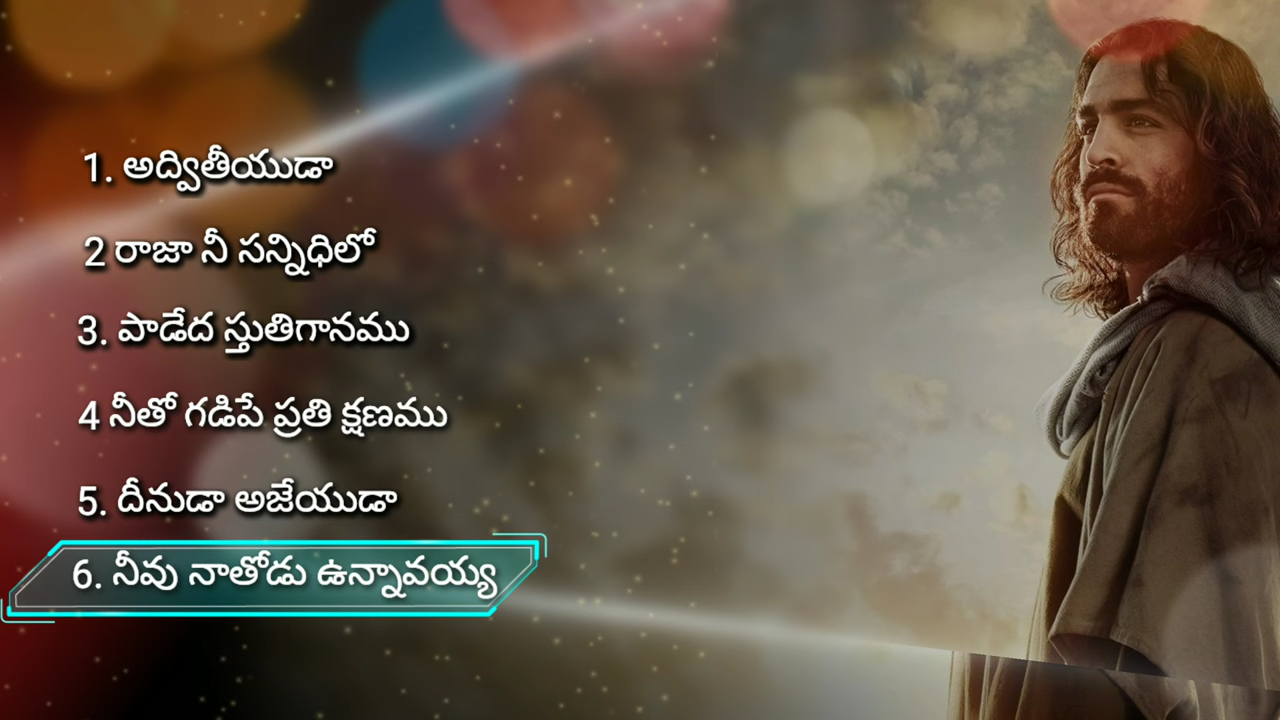 1. అద్వితీయుడా
2 రాజా నీ సన్నిధిలో
3. పాడేద స్తుతిగానము
4 నీతో గడిపే ప్రతి క్షణము
5. దీనుడా అజేయుడా
6. నీవు నాతోడు ఉన్నావయ్య